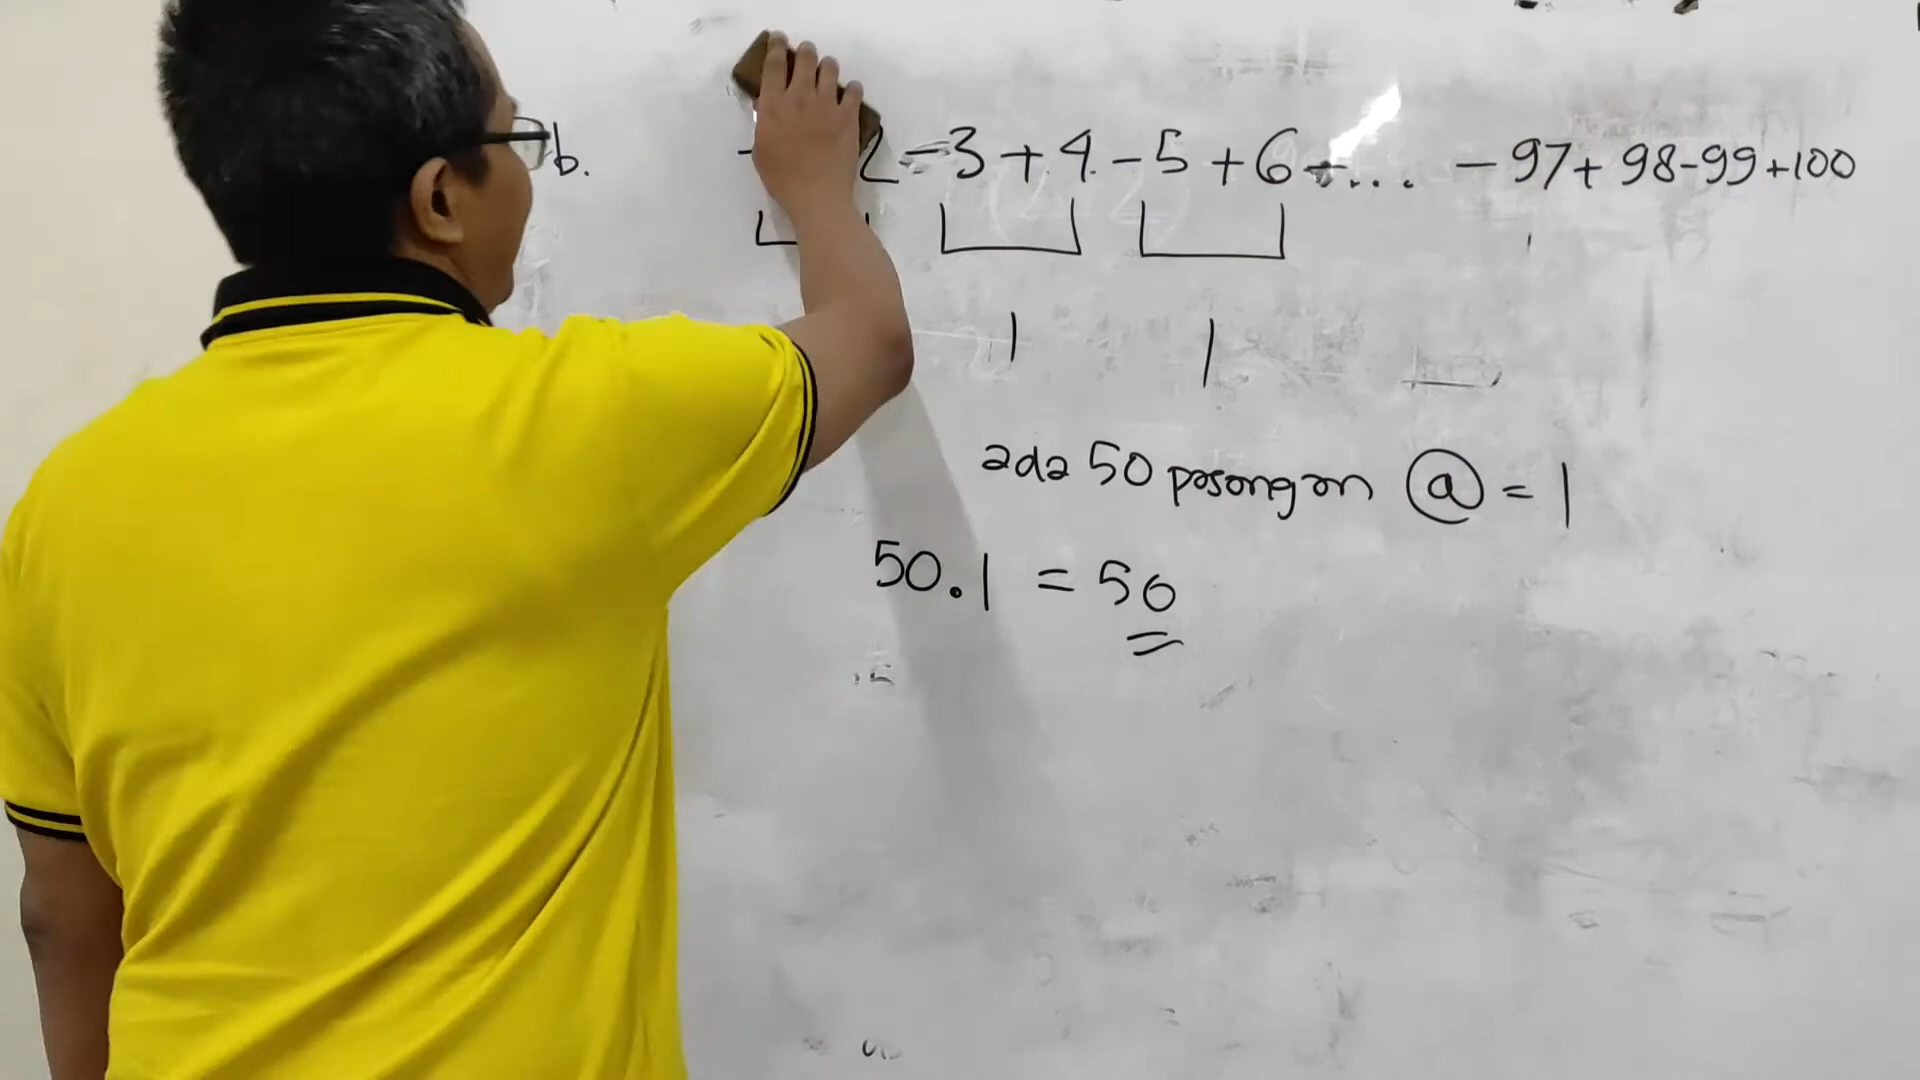 b. - 2 - 3 + 4 - 5 + 6 + ... - 97 + 98 - 99 + 100
1 1
ada 50 pasangan @ = 1
50 . 1 = 50